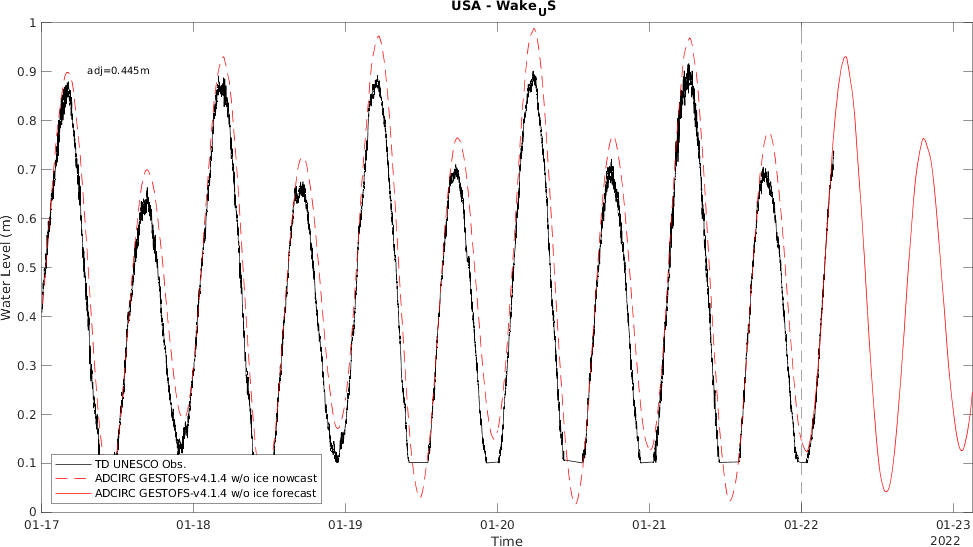 USA - Wake_US
1
0.9
0.8
0.7
0.6
0.5
0.4
0.3
0.2
0.1
0
Water Level (m)
adj=0.445m
TD UNESCO Obs.
ADCIRC GESTOFS-v4.1.4 w/o ice nowcast
ADCIRC GESTOFS-v4.1.4 w/o ice forecast
01-17 01-18 01-19 01-20 01-21 01-22 01-23
Time 2022